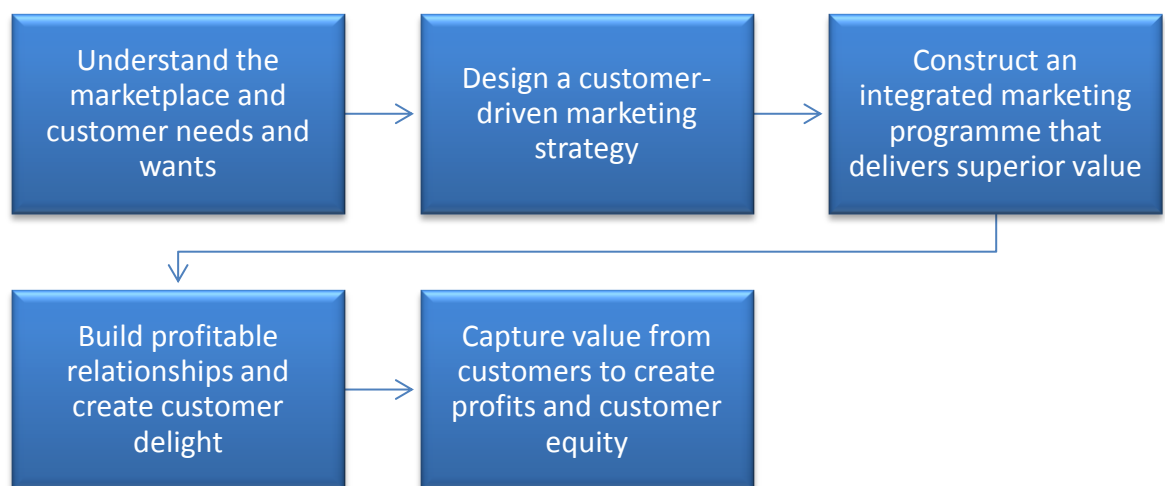 Understand the
marketplace and
customer needs and
wants
Design a customer-
driven marketing
strategy
Construct an
integrated marketing
programme that
delivers superior value
Build profitable
relationships and
create customer
delight
Capture value from
customers to create
profits and customer
equity